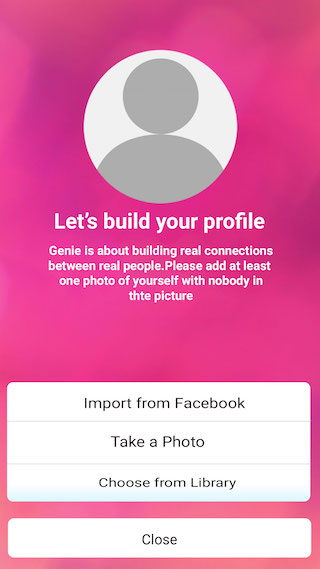 Let's build your profile
Genie is about building real connections
between real people.Please add at least
one photo of yourself with nobody in
thte picture
Import from Facebook
Take a Photo
Choose from Library
Close